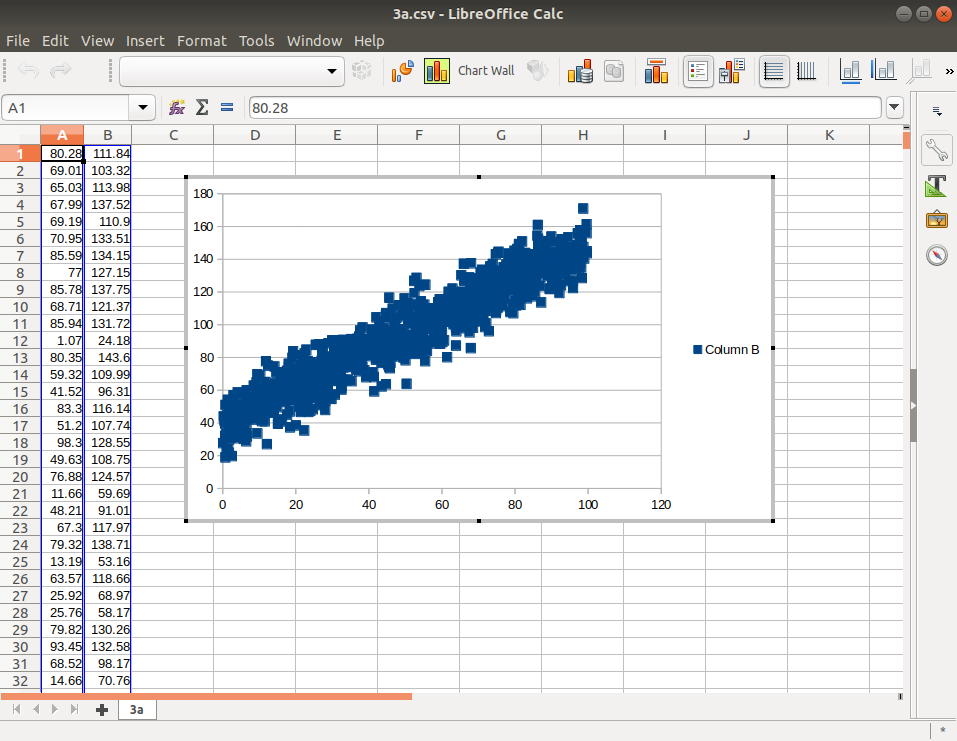 3a.csv - LibreOffice Calc
File Edit View Insert Format Tools Window Help
Chart Wall »
A1 fx Σ = 80.28
A B C D E F G H I J K
1 80.28 111.84
2 69.01 103.32
3 65.03 113.98
4 67.99 137.52
5 69.19 110.9
6 70.95 133.51
7 85.59 134.15
8 77 127.15
9 85.78 137.75
10 68.71 121.37
11 85.94 131.72
12 1.07 24.18
13 80.35 143.6
14 59.32 109.99
15 41.52 96.31
16 83.3 116.14
17 51.2 107.74
18 98.3 128.55
19 49.63 108.75
20 76.88 124.57
21 11.66 59.69
22 48.21 91.01
23 67.3 117.97
24 79.32 138.71
25 13.19 53.16
26 63.57 118.66
27 25.92 68.97
28 25.76 58.17
29 79.82 130.26
30 93.45 132.58
31 68.52 98.17
32 14.66 70.76
180
160
140
120
100
80
60
40
20
0
0 20 40 60 80 100 120
Column B
3a
*